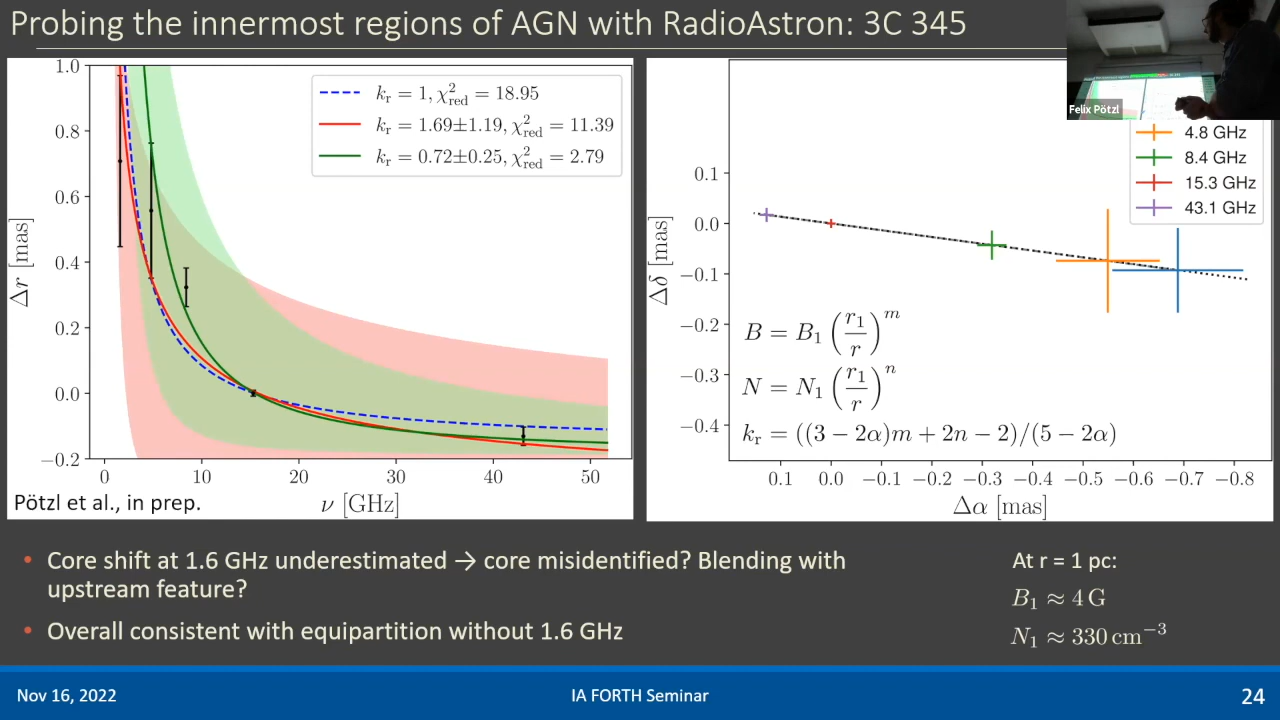 Probing the innermost regions of AGN with RadioAstron: 3C 345
Felix Pötzl
1.0
0.8
0.6
0.4
0.2
0.0
−0.2
Δr [mas]
k_r = 1, χ²_red = 18.95
k_r = 1.69±1.19, χ²_red = 11.39
k_r = 0.72±0.25, χ²_red = 2.79
0 10 20 30 40 50
ν [GHz]
Pötzl et al., in prep.
4.8 GHz
8.4 GHz
15.3 GHz
43.1 GHz
0.1
0.0
−0.1
−0.2
−0.3
−0.4
Δδ [mas]
B = B₁ (r₁/r)^m
N = N₁ (r₁/r)^n
k_r = ((3 − 2α)m + 2n − 2)/(5 − 2α)
0.1 0.0 −0.1 −0.2 −0.3 −0.4 −0.5 −0.6 −0.7 −0.8
Δα [mas]
• Core shift at 1.6 GHz underestimated → core misidentified? Blending with
upstream feature?
• Overall consistent with equipartition without 1.6 GHz
At r = 1 pc:
B₁ ≈ 4 G
N₁ ≈ 330 cm⁻³
Nov 16, 2022
IA FORTH Seminar
24